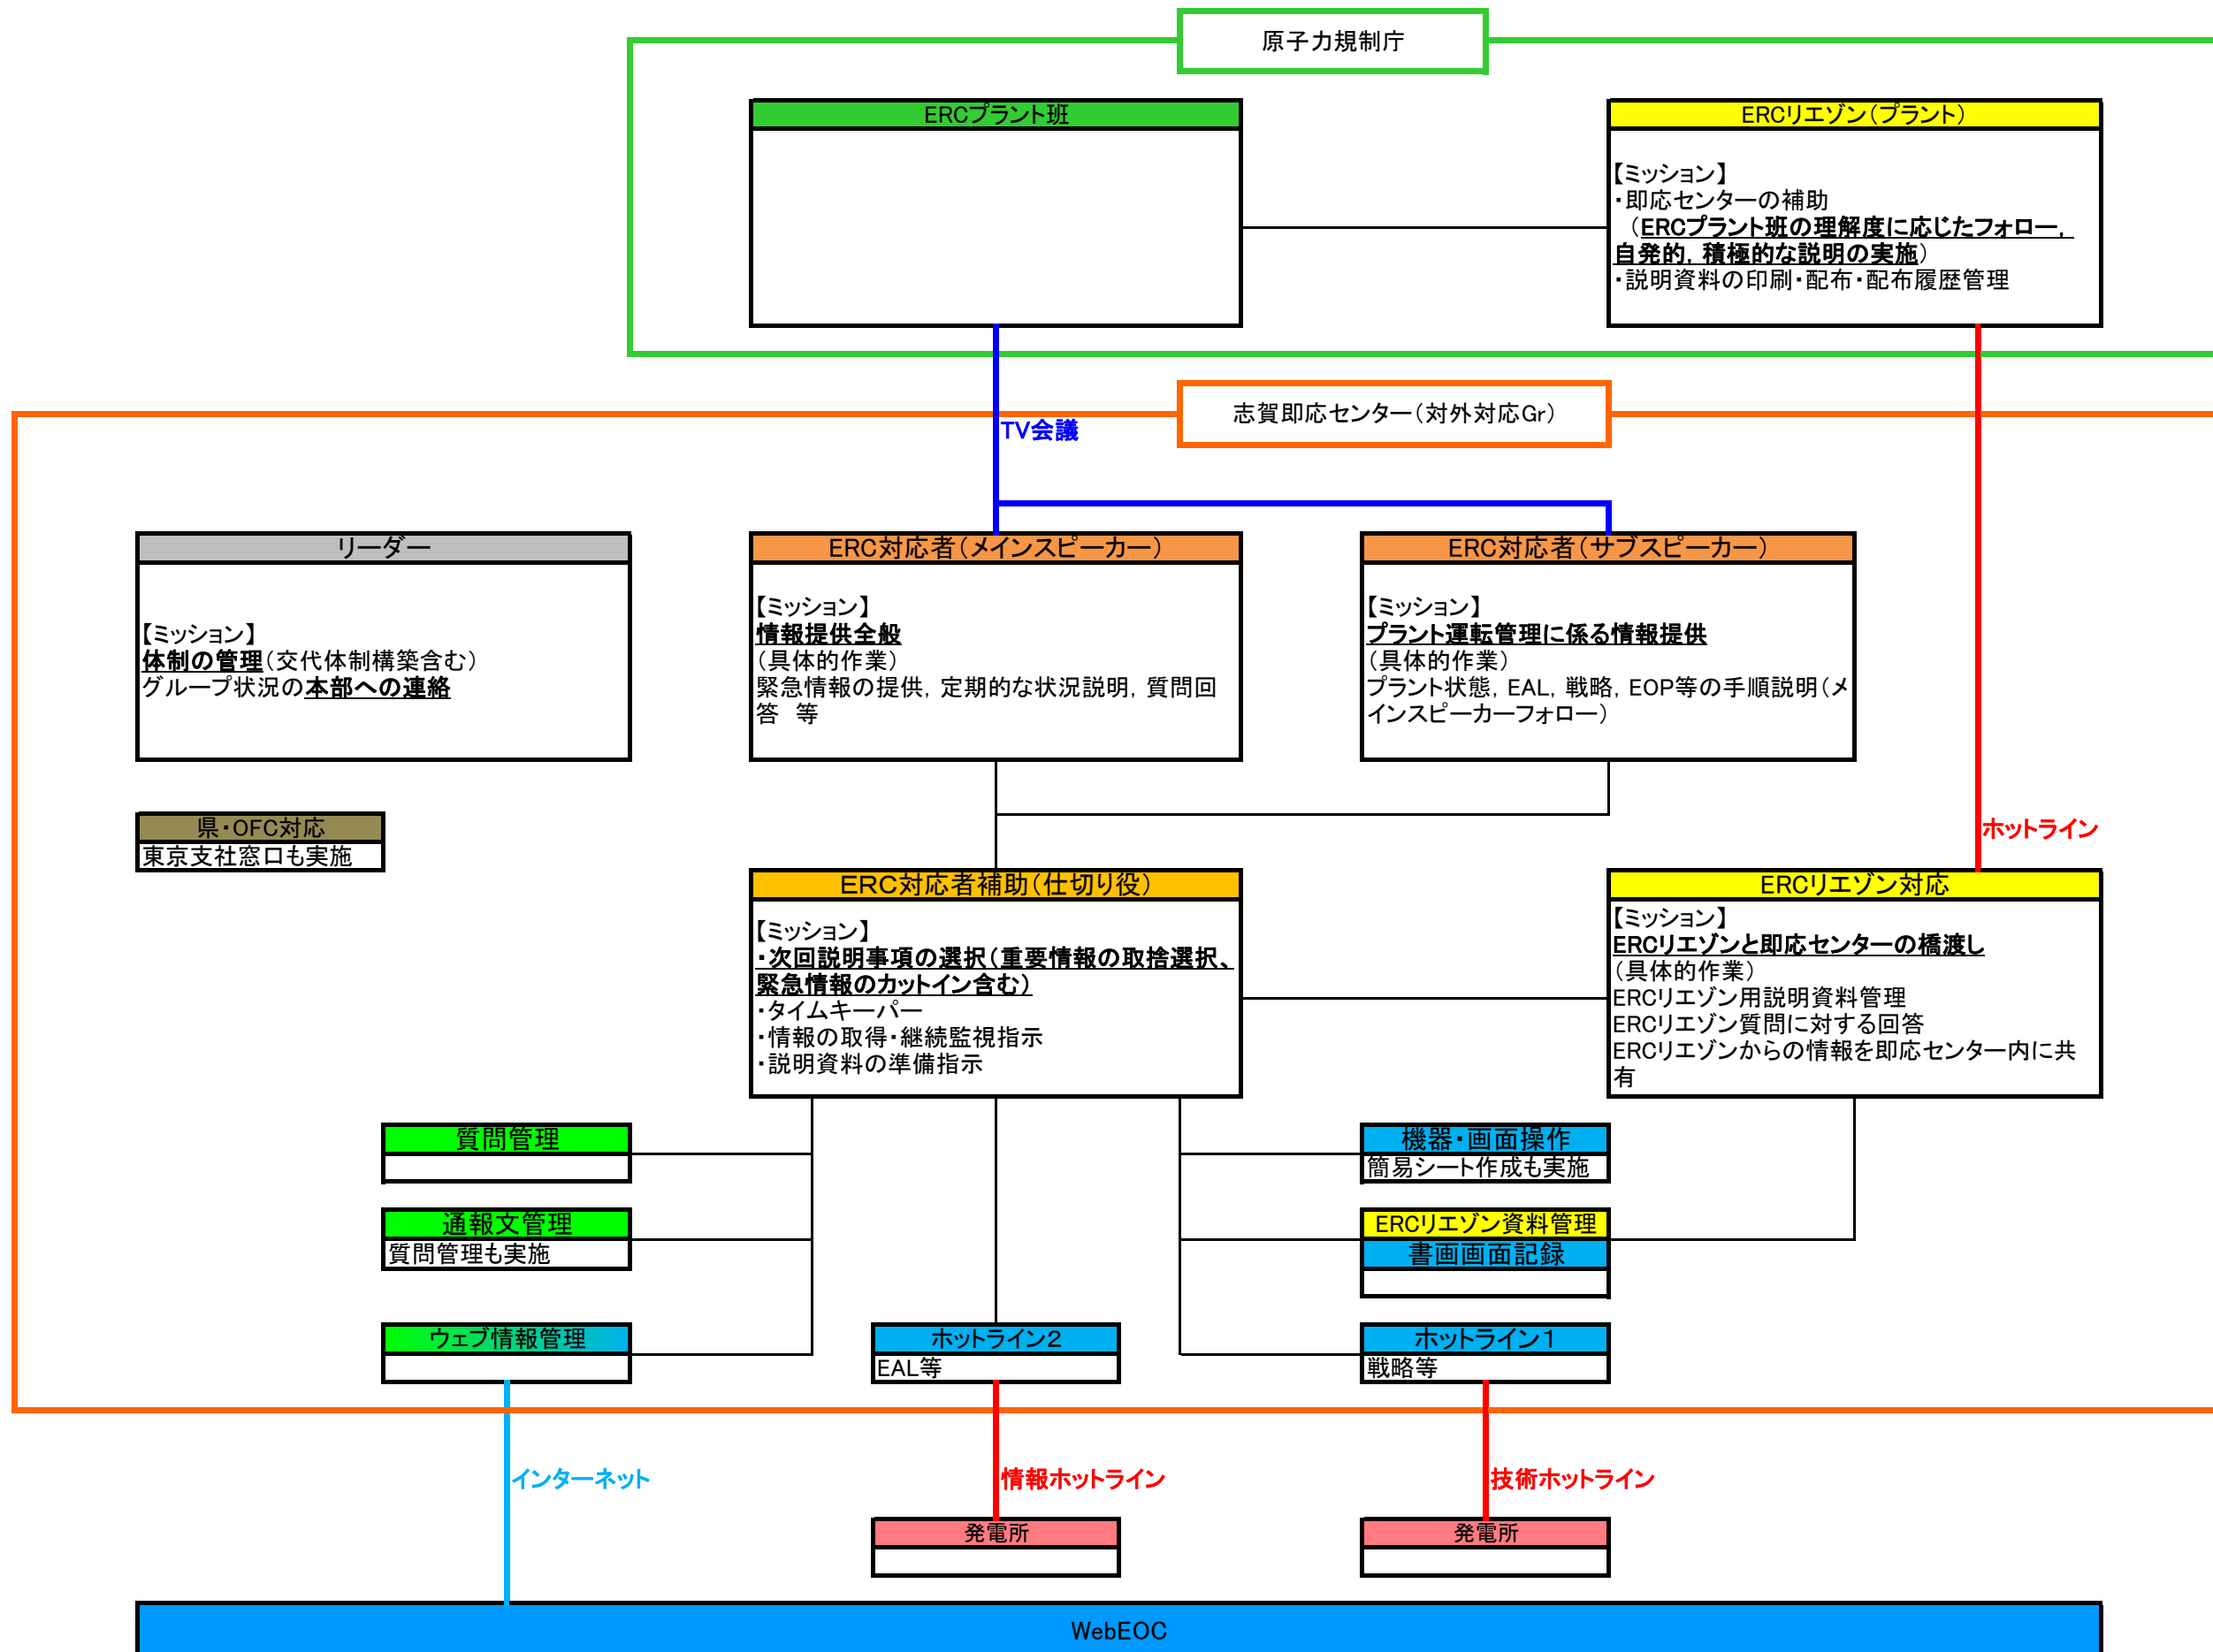 原子力規制庁
ERCプラント班
ERCリエゾン（プラント）
【ミッション】
・即応センターの補助
（ERCプラント班の理解度に応じたフォロー，
自発的，積極的な説明の実施）
・説明資料の印刷・配布・配布履歴管理
志賀即応センター（対外対応Gr）
TV会議
リーダー
【ミッション】
体制の管理（交代体制構築含む）
グループ状況の本部への連絡
ERC対応者（メインスピーカー）
【ミッション】
情報提供全般
（具体的作業）
緊急情報の提供，定期的な状況説明，質問回
答　等
ERC対応者（サブスピーカー）
【ミッション】
プラント運転管理に係る情報提供
（具体的作業）
プラント状態，EAL，戦略，EOP等の手順説明（メ
インスピーカーフォロー）
県・OFC対応
東京支社窓口も実施
ホットライン
ERC対応者補助（仕切り役）
【ミッション】
・次回説明事項の選択（重要情報の取捨選択、
緊急情報のカットイン含む）
・タイムキーパー
・情報の取得・継続監視指示
・説明資料の準備指示
ERCリエゾン対応
【ミッション】
ERCリエゾンと即応センターの橋渡し
（具体的作業）
ERCリエゾン用説明資料管理
ERCリエゾン質問に対する回答
ERCリエゾンからの情報を即応センター内に共
有
質問管理
機器・画面操作
簡易シート作成も実施
通報文管理
質問管理も実施
ERCリエゾン資料管理
書画画面記録
ウェブ情報管理
ホットライン２
EAL等
ホットライン１
戦略等
インターネット
情報ホットライン
技術ホットライン
発電所
発電所
WebEOC